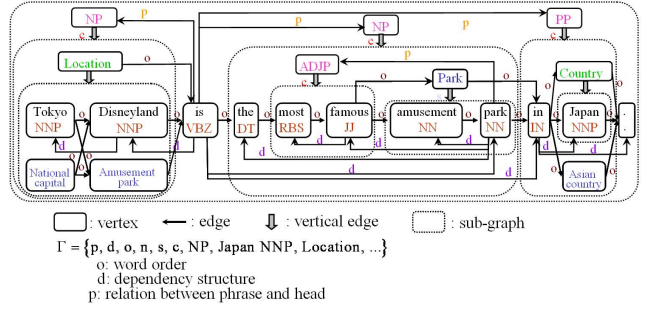 p
NP
p
NP
p
PP
c
c
c
p
p
Location
o
ADJP
o
Park
o
o
Country
o
c
Tokyo
NNP
o
Disneyland
NNP
o
is
VBZ
o
the
DT
o
most
RBS
o
famous
JJ
o
amusement
NN
o
park
NN
o
in
IN
o
Japan
NNP
o
.
.
d
o
d
d
d
d
d
d
d
National
capital
o
o
Amusement
park
o
d
d
d
o
Asian
country
o
: vertex
: edge
: vertical edge
: sub-graph
Γ = {p, d, o, n, s, c, NP, Japan NNP, Location, ...}
o: word order
d: dependency structure
p: relation between phrase and head